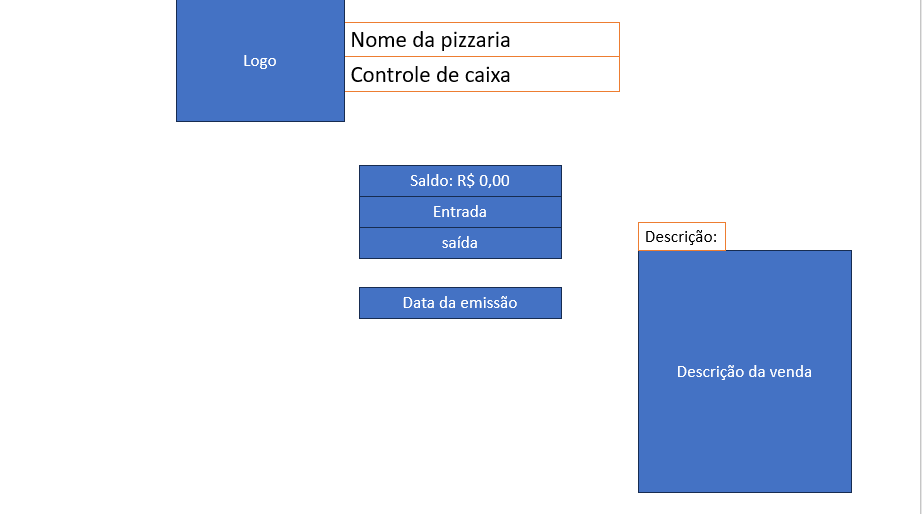 Logo
Nome da pizzaria
Controle de caixa
Saldo: R$ 0,00
Entrada
saída
Data da emissão
Descrição:
Descrição da venda